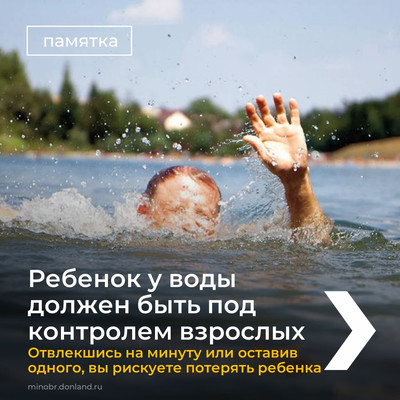 памятка
Ребенок у воды
должен быть под
контролем взрослых
Отвлекшись на минуту или оставив
одного, вы рискуете потерять ребенка
minobr.donland.ru